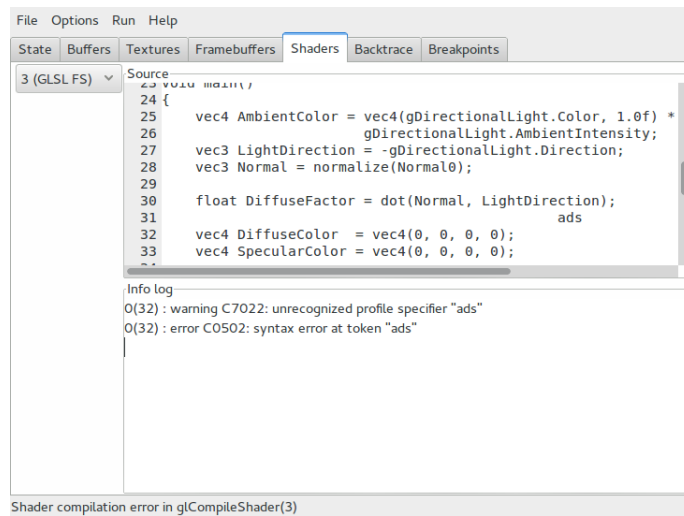 File Options Run Help
State Buffers Textures Framebuffers Shaders Backtrace Breakpoints
3 (GLSL FS)
Source
23 void main()
24 {
25     vec4 AmbientColor = vec4(gDirectionalLight.Color, 1.0f) *
26                         gDirectionalLight.AmbientIntensity;
27     vec3 LightDirection = -gDirectionalLight.Direction;
28     vec3 Normal = normalize(Normal0);
29
30     float DiffuseFactor = dot(Normal, LightDirection);
31                                                 ads
32     vec4 DiffuseColor  = vec4(0, 0, 0, 0);
33     vec4 SpecularColor = vec4(0, 0, 0, 0);
Info log
0(32) : warning C7022: unrecognized profile specifier "ads"
0(32) : error C0502: syntax error at token "ads"
Shader compilation error in glCompileShader(3)